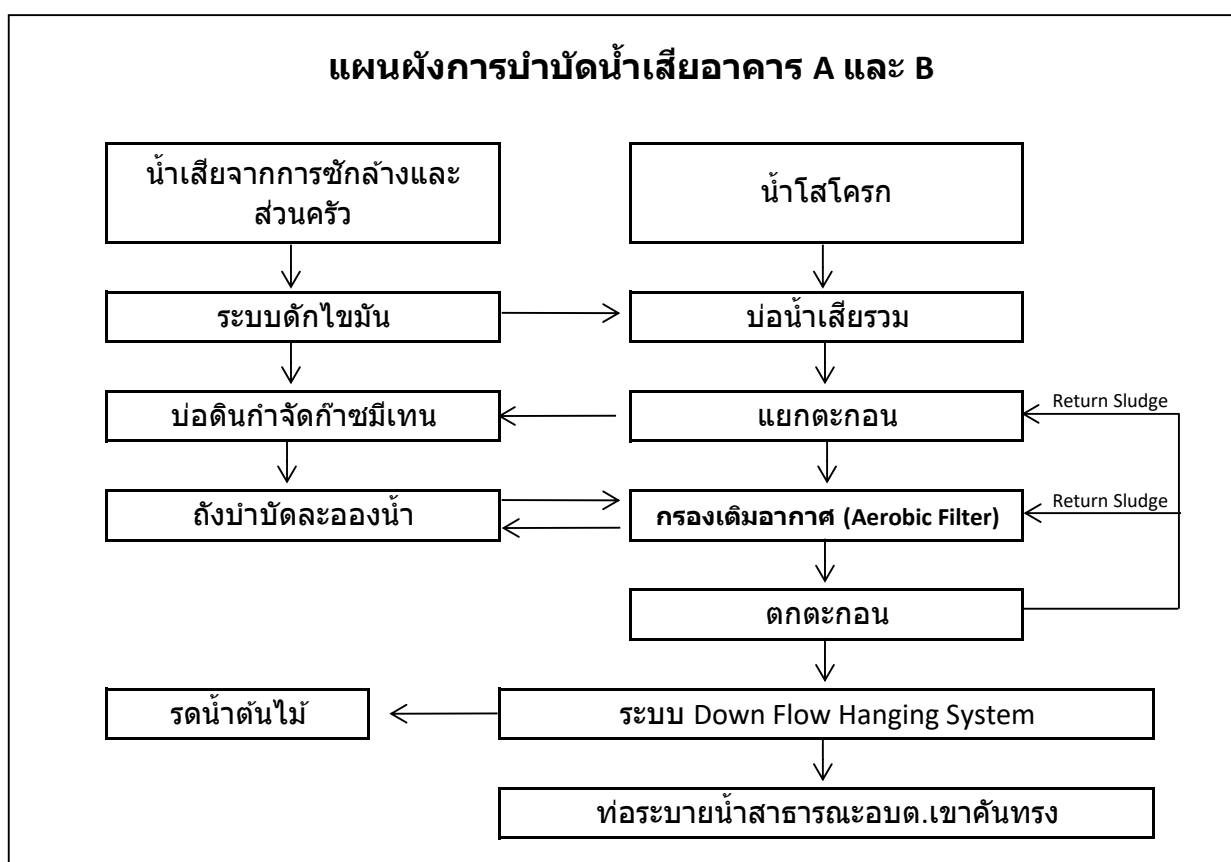 แผนผังการบำบัดน้ำเสียอาคาร A และ B
น้ำเสียจากการซักล้างและ
ส่วนครัว
น้ำโสโครก
ระบบดักไขมัน
บ่อน้ำเสียรวม
บ่อดินกำจัดก๊าซมีเทน
แยกตะกอน
Return Sludge
ถังบำบัดละอองน้ำ
กรองเติมอากาศ (Aerobic Filter)
Return Sludge
ตกตะกอน
รดน้ำต้นไม้
ระบบ Down Flow Hanging System
ท่อระบายน้ำสาธารณะอบต.เขาคันทรง